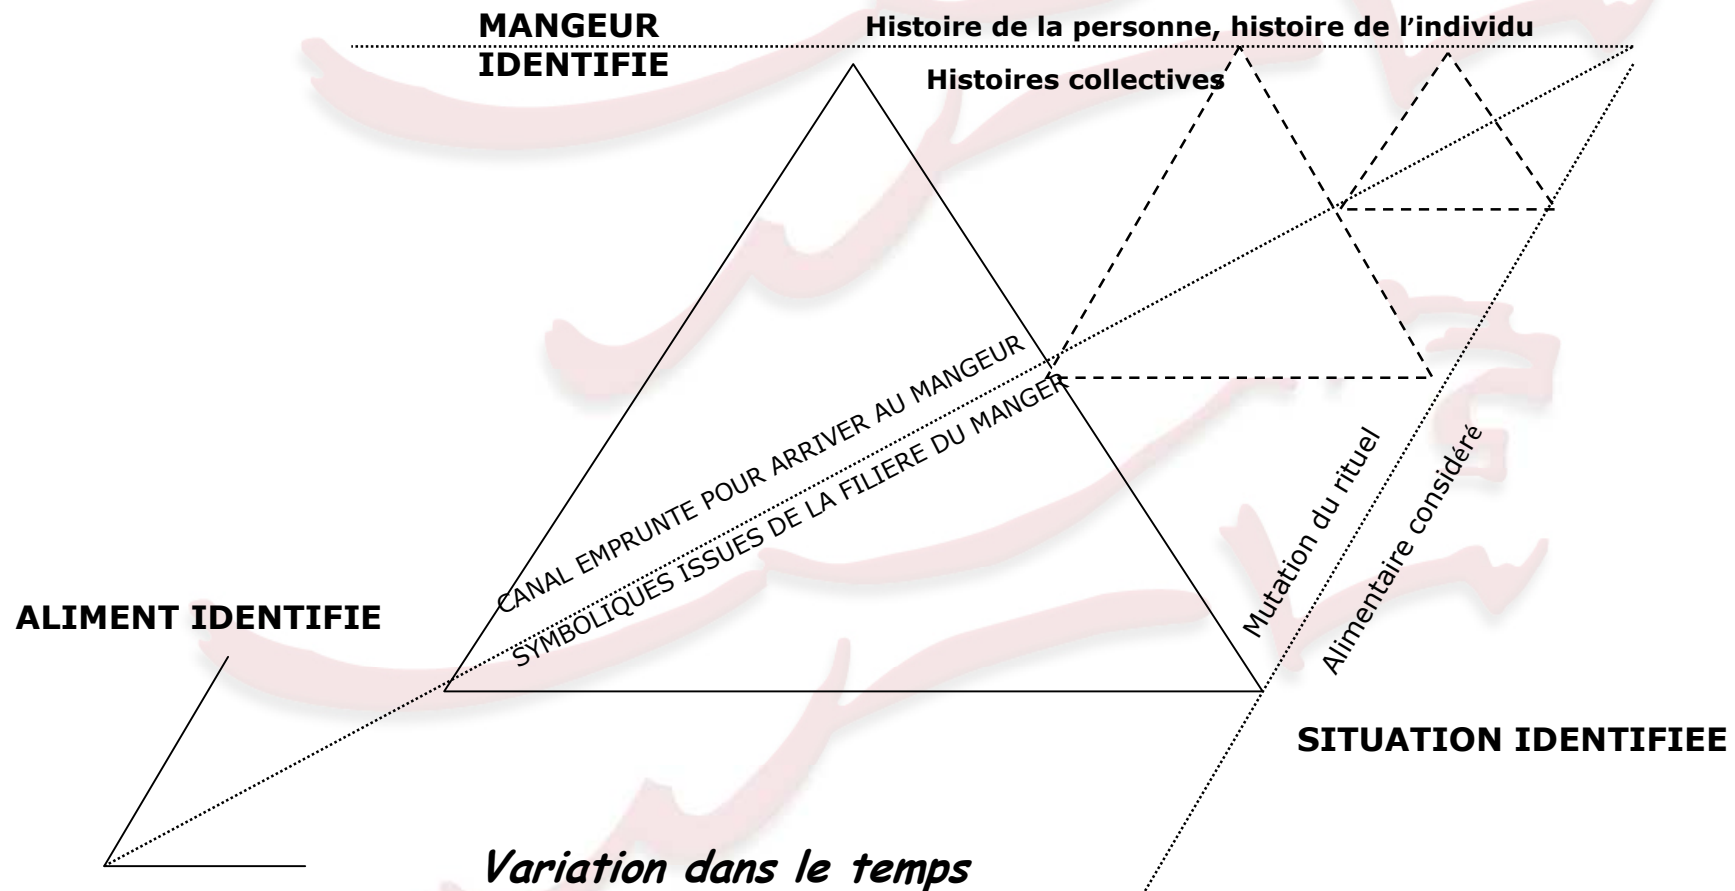 MANGEUR
IDENTIFIE
Histoire de la personne, histoire de l'individu
Histoires collectives
CANAL EMPRUNTE POUR ARRIVER AU MANGEUR
SYMBOLIQUES ISSUES DE LA FILIERE DU MANGER
Mutation du rituel
Alimentaire considéré
ALIMENT IDENTIFIE
SITUATION IDENTIFIEE
Variation dans le temps